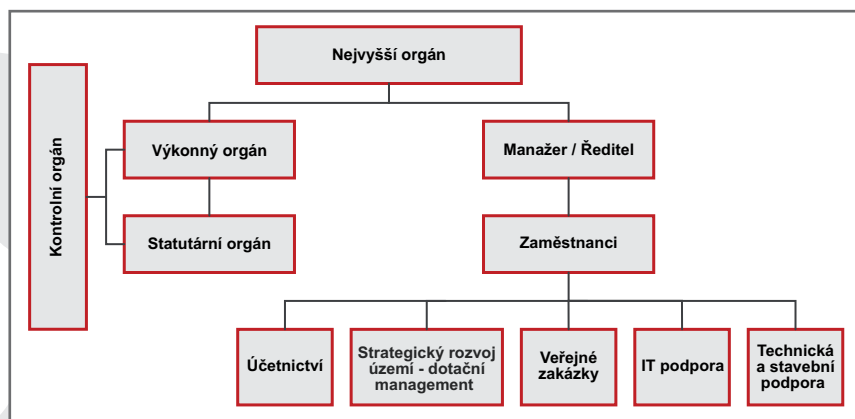 Nejvyšší orgán
Kontrolní orgán
Výkonný orgán
Manažer / Ředitel
Statutární orgán
Zaměstnanci
Účetnictví
Strategický rozvoj
území - dotační
management
Veřejné
zakázky
IT podpora
Technická
a stavební
podpora